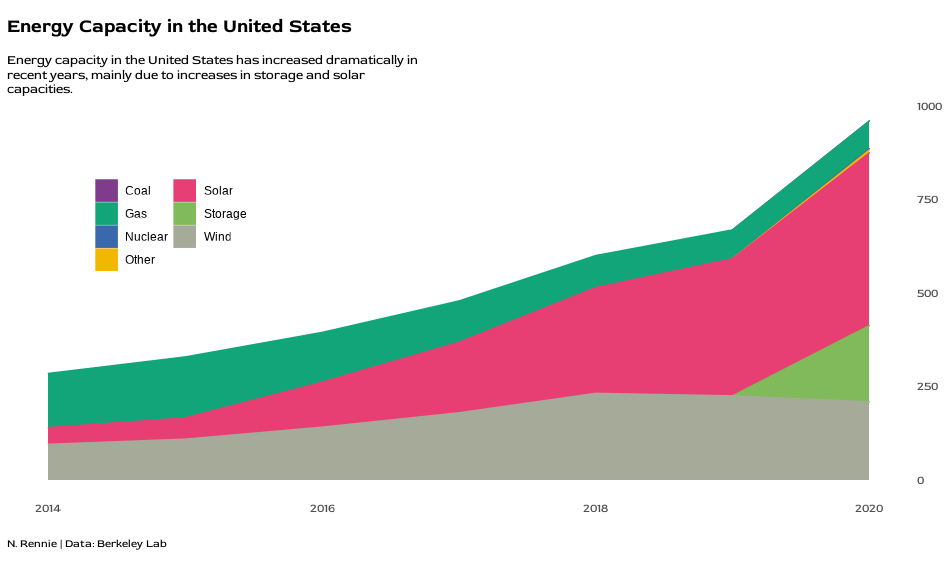 Energy Capacity in the United States
Energy capacity in the United States has increased dramatically in
recent years, mainly due to increases in storage and solar
capacities.
1000
750
500
250
0
Coal
Solar
Gas
Storage
Nuclear
Wind
Other
2014
2016
2018
2020
N. Rennie | Data: Berkeley Lab